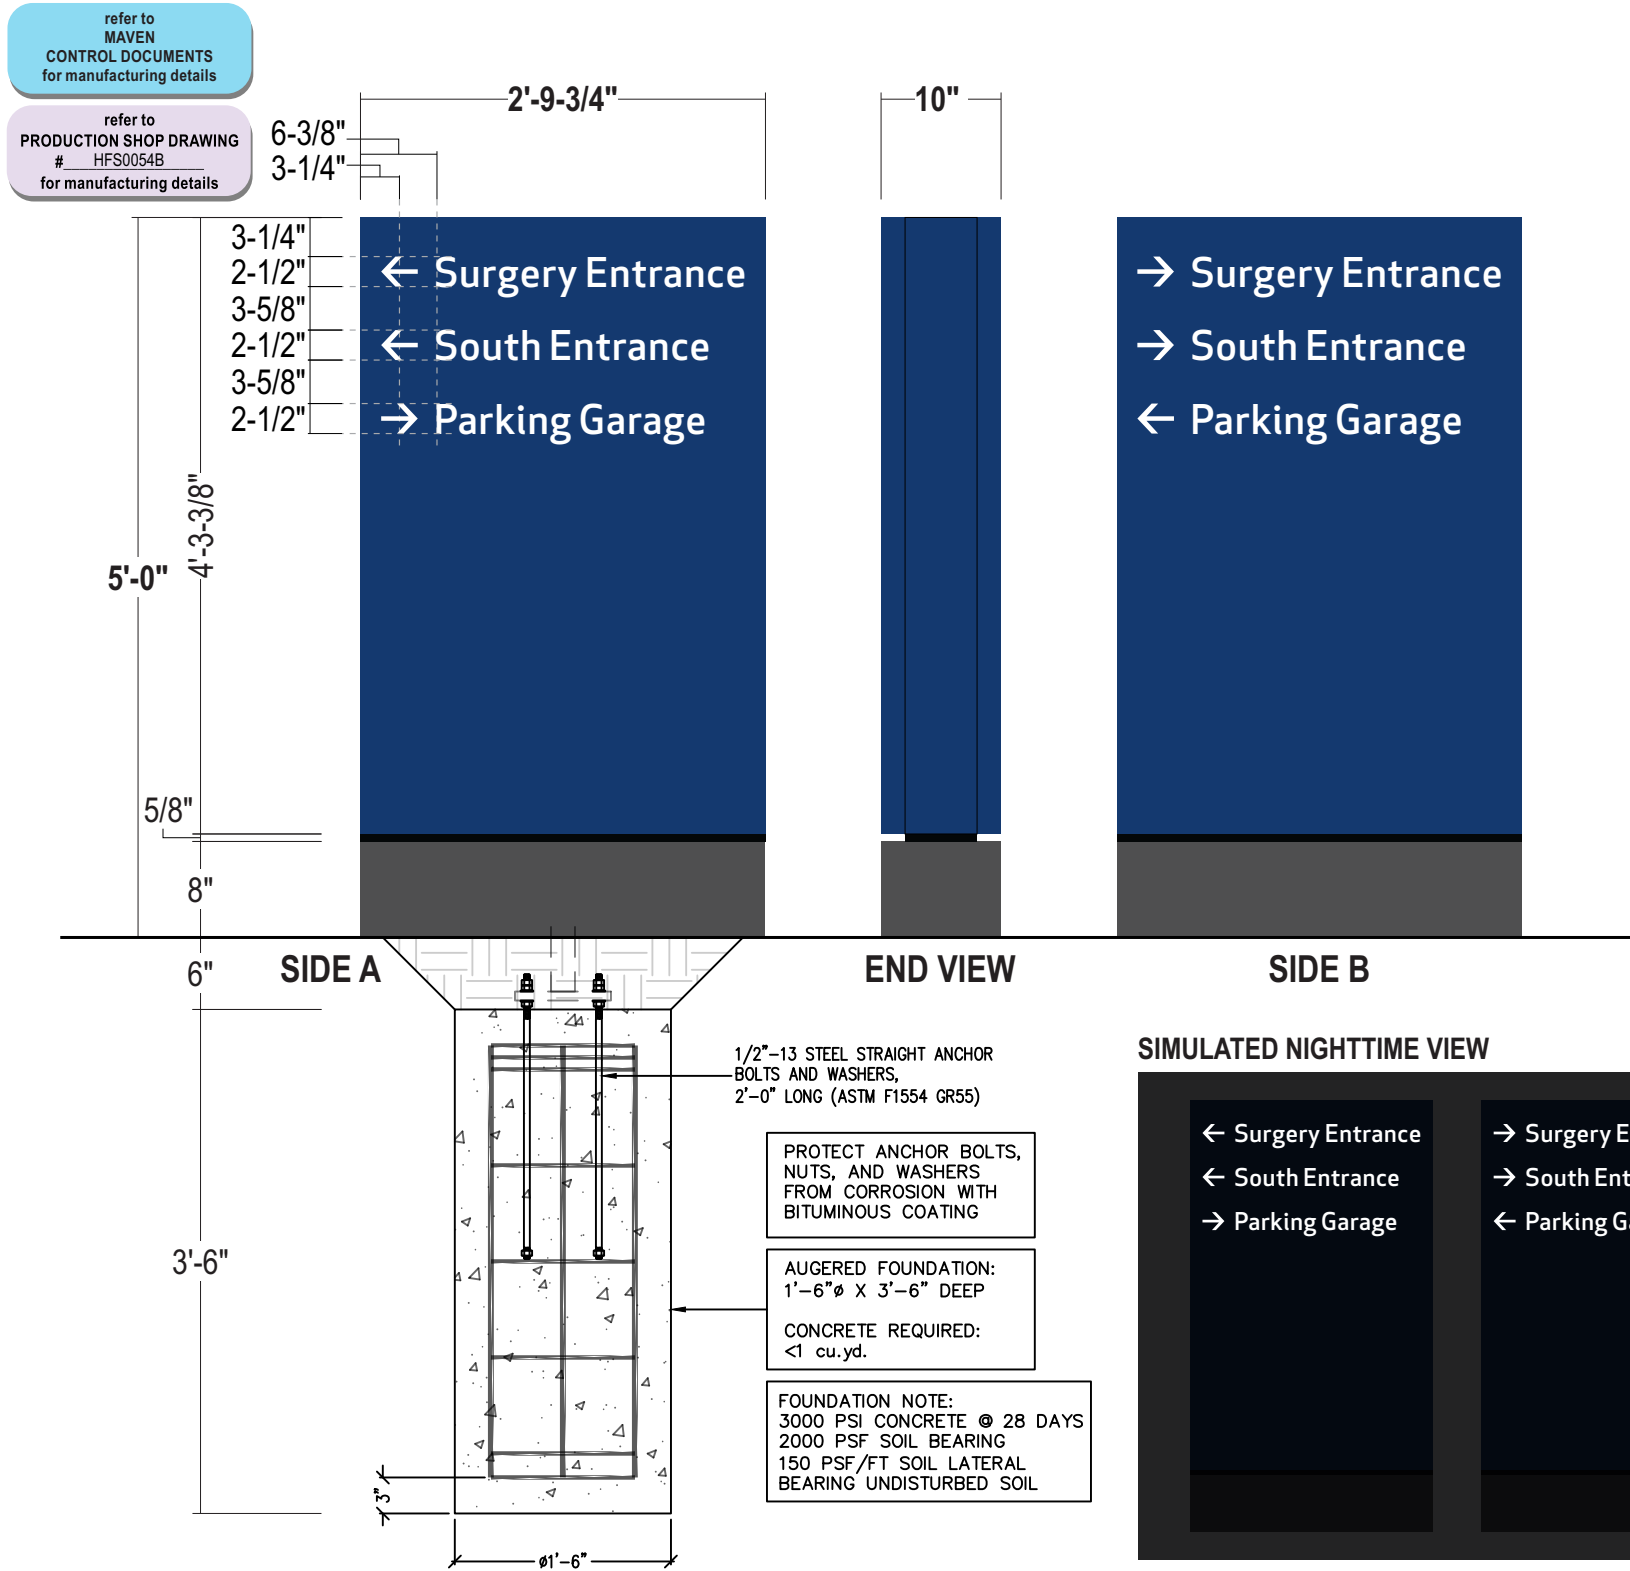 refer to
MAVEN
CONTROL DOCUMENTS
for manufacturing details
refer to
PRODUCTION SHOP DRAWING
# HFS0054B
for manufacturing details
2'-9-3/4"
10"
6-3/8"
3-1/4"
3-1/4"
2-1/2"
3-5/8"
2-1/2"
3-5/8"
2-1/2"
4'-3-3/8"
5'-0"
5/8"
8"
6"
3'-6"
← Surgery Entrance
← South Entrance
→ Parking Garage
→ Surgery Entrance
→ South Entrance
← Parking Garage
SIDE A
END VIEW
SIDE B
1/2"-13 STEEL STRAIGHT ANCHOR
BOLTS AND WASHERS,
2'-0" LONG (ASTM F1554 GR55)
PROTECT ANCHOR BOLTS,
NUTS, AND WASHERS
FROM CORROSION WITH
BITUMINOUS COATING
AUGERED FOUNDATION:
1'-6"ø X 3'-6" DEEP
CONCRETE REQUIRED:
<1 cu.yd.
FOUNDATION NOTE:
3000 PSI CONCRETE @ 28 DAYS
2000 PSF SOIL BEARING
150 PSF/FT SOIL LATERAL
BEARING UNDISTURBED SOIL
3"
ø1'-6"
SIMULATED NIGHTTIME VIEW
← Surgery Entrance
← South Entrance
→ Parking Garage
→ Surgery E
→ South Ent
← Parking Ga